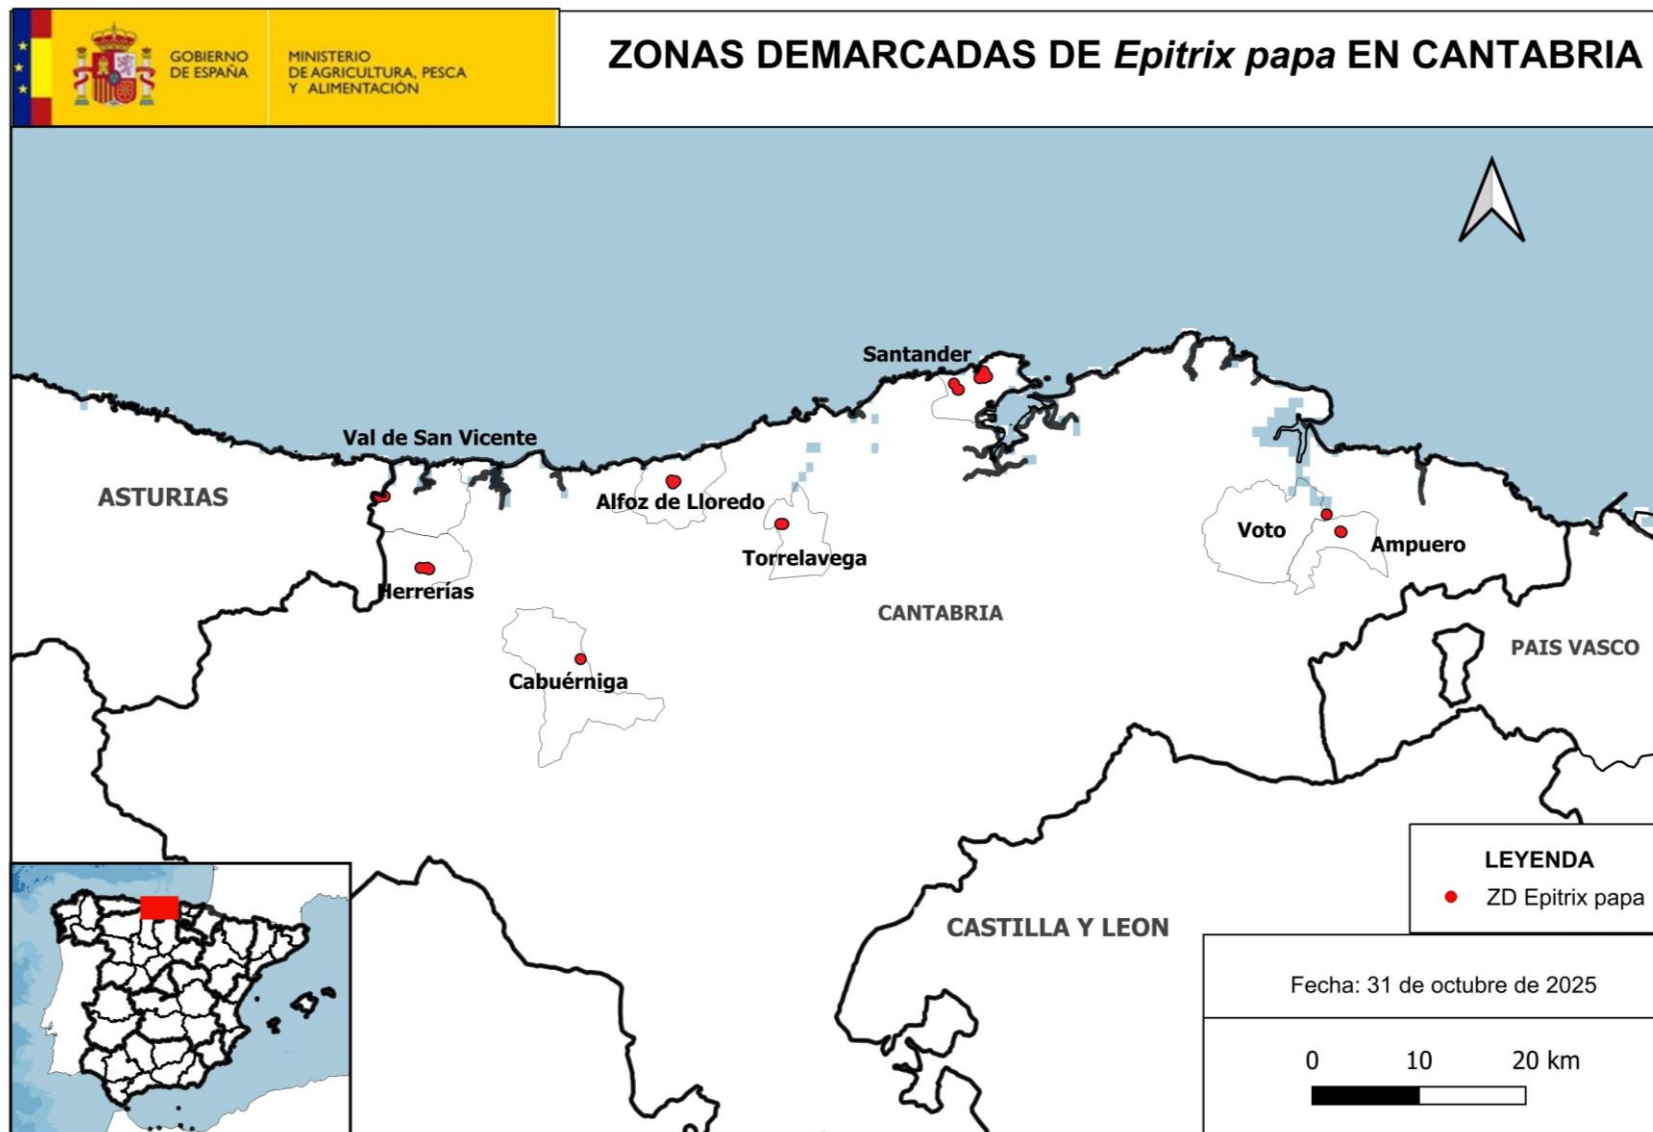 GOBIERNO
DE ESPAÑA
MINISTERIO
DE AGRICULTURA, PESCA
Y ALIMENTACIÓN
ZONAS DEMARCADAS DE Epitrix papa EN CANTABRIA
Santander
Val de San Vicente
ASTURIAS
Alfoz de Lloredo
Torrelavega
Voto
Ampuero
Herrerías
CANTABRIA
PAIS VASCO
Cabuérniga
LEYENDA
ZD Epitrix papa
CASTILLA Y LEON
Fecha: 31 de octubre de 2025
0 10 20 km